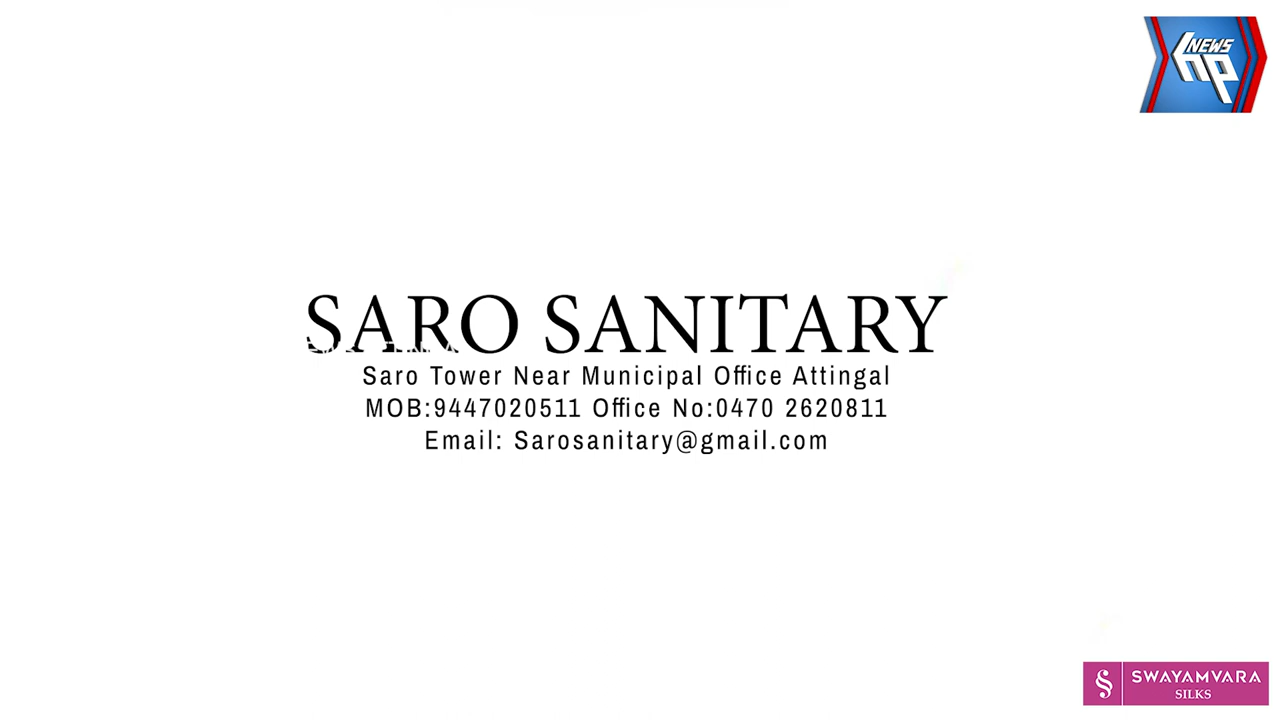 NEWS
np
SARO SANITARY
Saro Tower Near Municipal Office Attingal
MOB:9447020511 Office No:0470 2620811
Email: Sarosanitary@gmail.com
SWAYAMVARA
SILKS